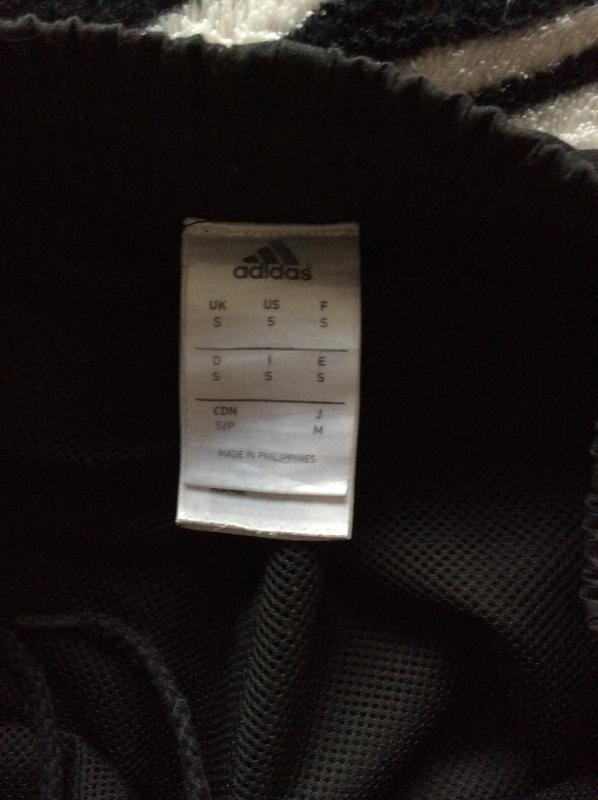 adidas
UK US F
S S S
D I E
S S S
CDN J
S/P M
MADE IN PHILIPPINES